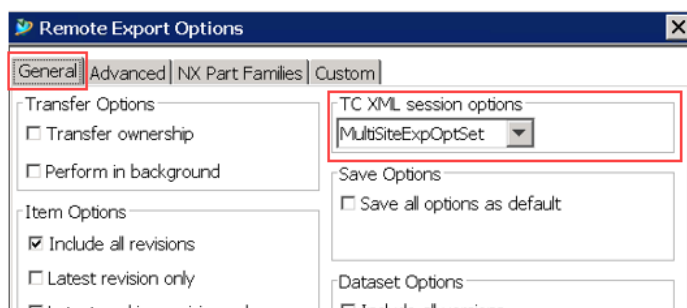 Remote Export Options
General Advanced NX Part Families Custom
Transfer Options
Transfer ownership
Perform in background
Item Options
Include all revisions
Latest revision only
TC XML session options
MultiSiteExpOptSet
Save Options
Save all options as default
Dataset Options